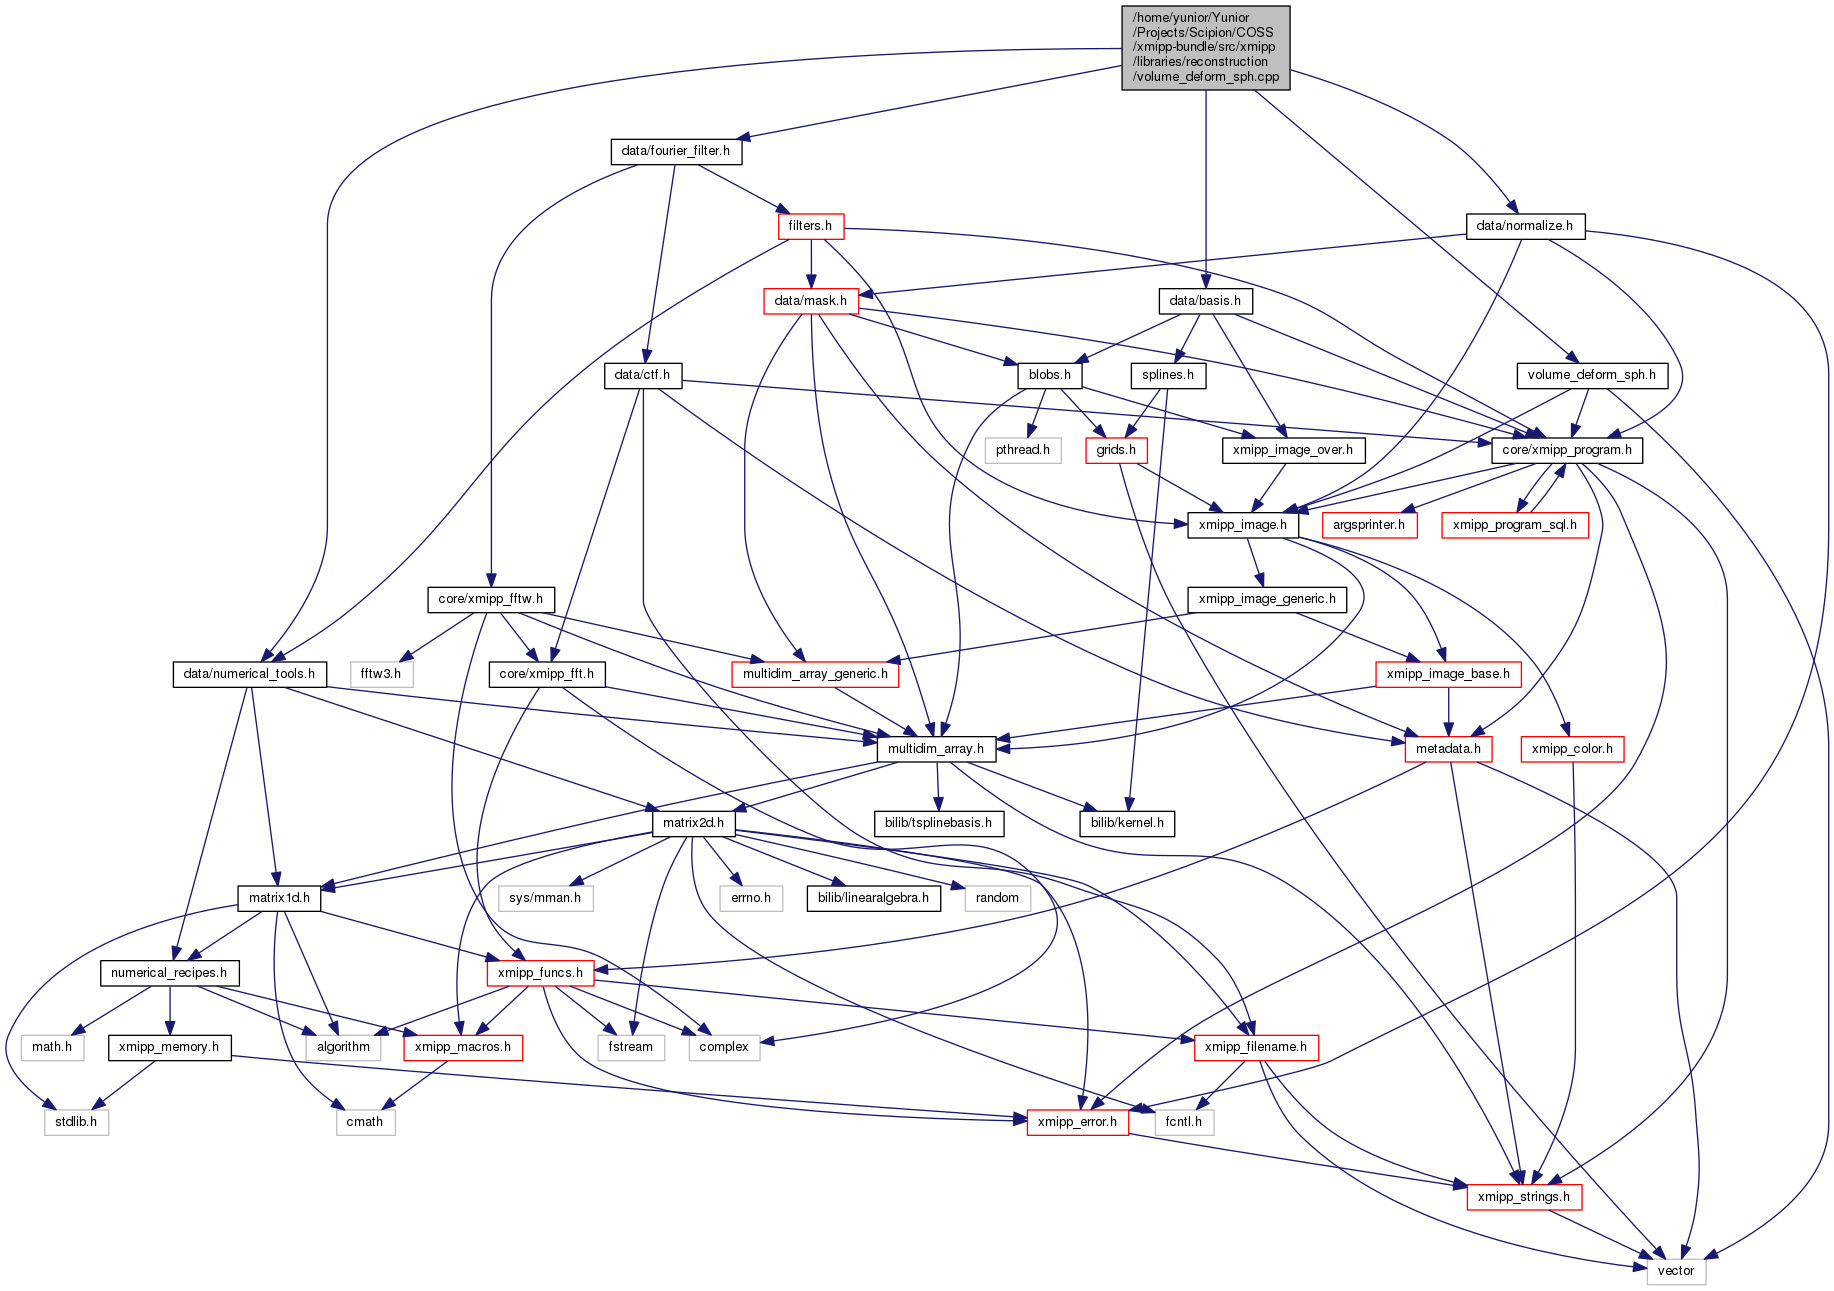 /home/yunior/Yunior
/Projects/Scipion/COSS
/xmipp-bundle/src/xmipp
/libraries/reconstruction
/volume_deform_sph.cpp
data/fourier_filter.h
filters.h
data/normalize.h
data/mask.h
data/basis.h
data/ctf.h
blobs.h
splines.h
volume_deform_sph.h
pthread.h
grids.h
xmipp_image_over.h
core/xmipp_program.h
xmipp_image.h
argsprinter.h
xmipp_program_sql.h
core/xmipp_fftw.h
xmipp_image_generic.h
data/numerical_tools.h
fftw3.h
core/xmipp_fft.h
multidim_array_generic.h
xmipp_image_base.h
multidim_array.h
metadata.h
xmipp_color.h
matrix2d.h
bilib/tsplinebasis.h
bilib/kernel.h
matrix1d.h
sys/mman.h
errno.h
bilib/linearalgebra.h
random
numerical_recipes.h
xmipp_funcs.h
math.h
xmipp_memory.h
algorithm
xmipp_macros.h
fstream
complex
xmipp_filename.h
stdlib.h
cmath
xmipp_error.h
fcntl.h
xmipp_strings.h
vector